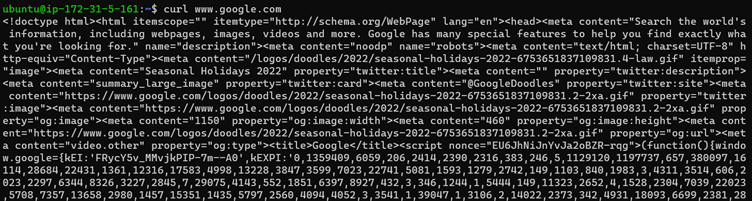 ubuntu@ip-172-31-5-161:~$ curl www.google.com
<!doctype html><html itemscope="" itemtype="http://schema.org/WebPage" lang="en"><head><meta content="Search the world's
 information, including webpages, images, videos and more. Google has many special features to help you find exactly wha
t you're looking for." name="description"><meta content="noodp" name="robots"><meta content="text/html; charset=UTF-8" h
ttp-equiv="Content-Type"><meta content="/logos/doodles/2022/seasonal-holidays-2022-6753651837109831.4-law.gif" itemprop=
"image"><meta content="Seasonal Holidays 2022" property="twitter:title"><meta content="" property="twitter:description">
<meta content="summary_large_image" property="twitter:card"><meta content="@GoogleDoodles" property="twitter:site"><meta
 content="https://www.google.com/logos/doodles/2022/seasonal-holidays-2022-6753651837109831.2-2xa.gif" property="twitter
:image"><meta content="https://www.google.com/logos/doodles/2022/seasonal-holidays-2022-6753651837109831.2-2xa.gif" prop
erty="og:image"><meta content="1150" property="og:image:width"><meta content="460" property="og:image:height"><meta cont
ent="https://www.google.com/logos/doodles/2022/seasonal-holidays-2022-6753651837109831.2-2xa.gif" property="og:url"><met
a content="video.other" property="og:type"><title>Google</title><script nonce="EU6JhNiJnYvJa2oBZR-rqg">(function(){windo
w.google={kEI:'FRycY5v_MMvjkPIP-7m--A0',kEXPI:'0,1359409,6059,206,2414,2390,2316,383,246,5,1129120,1197737,657,380097,16
114,28684,22431,1361,12316,17583,4998,13228,3847,3599,7023,22741,5081,1593,1279,2742,149,1103,840,1983,3,4311,3514,606,2
023,2297,6344,8326,3227,2845,7,29075,4143,552,1851,6397,8927,432,3,346,1244,1,5444,149,11323,2652,4,1528,2304,7039,22023
,5708,7357,13658,2980,1457,15351,1435,5797,2560,4094,4052,3,3541,1,39047,1,3106,2,14022,2373,342,4931,18093,6699,2381,28